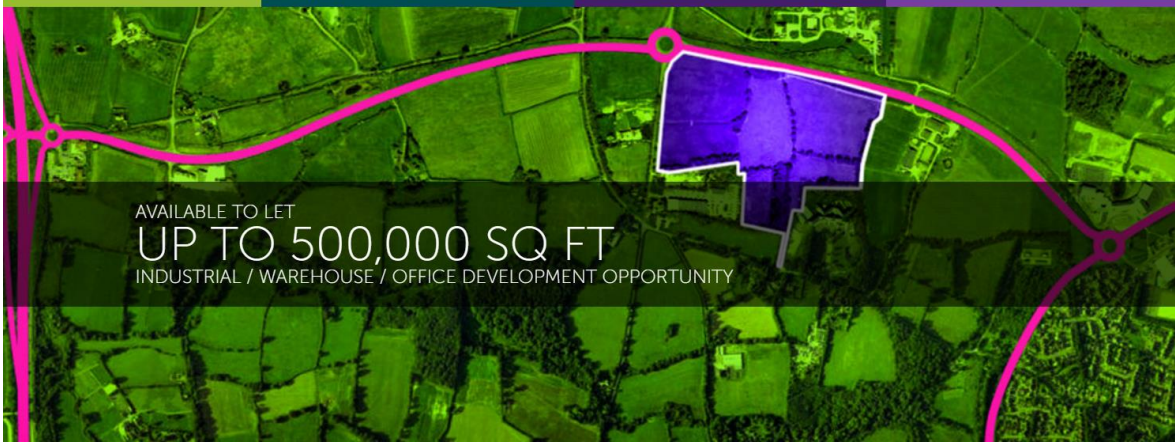 AVAILABLE TO LET
UP TO 500,000 SQ FT
INDUSTRIAL / WAREHOUSE / OFFICE DEVELOPMENT OPPORTUNITY